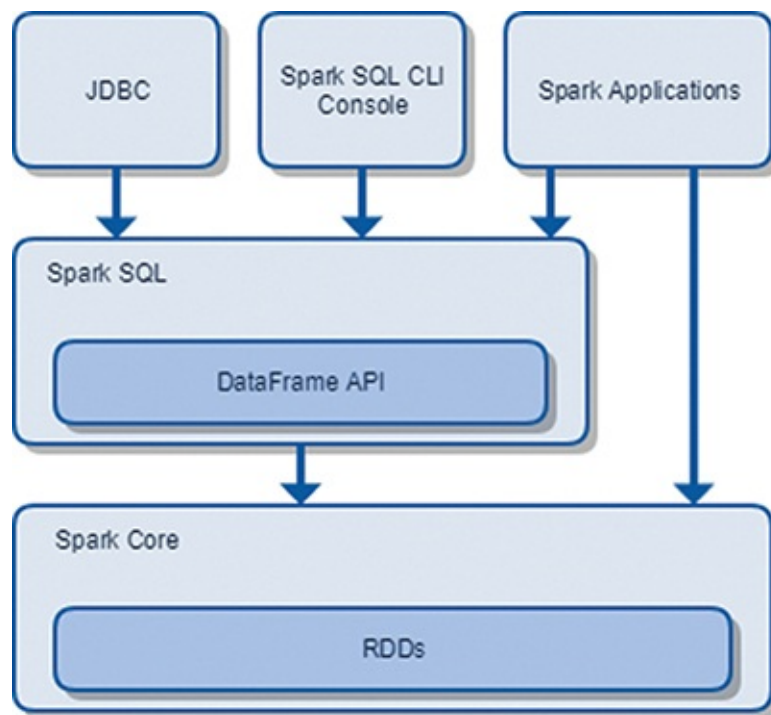 JDBC
Spark SQL CLI
Console
Spark Applications
Spark SQL
DataFrame API
Spark Core
RDDs